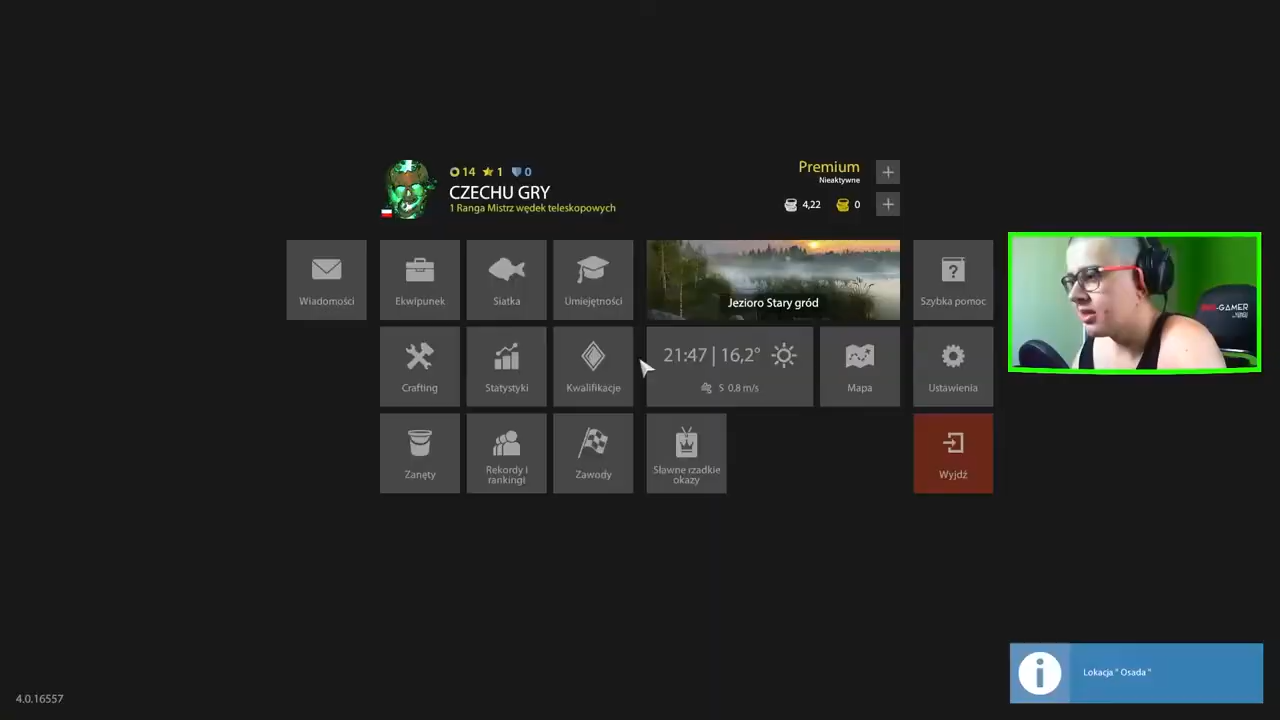 14 1 0
CZECHU GRY
1 Ranga Mistrz wędek teleskopowych
Premium
Nieaktywne
4,22 0
Wiadomości
Ekwipunek
Siatka
Umiejętności
Jezioro Stary gród
Szybka pomoc
Crafting
Statystyki
Kwalifikacje
21:47 | 16,2°
S 0.8 m/s
Mapa
Ustawienia
Zanęty
Rekordy i
rankingi
Zawody
Sławne rzadkie
okazy
Wyjdź
Lokacja " Osada "
4.0.16557